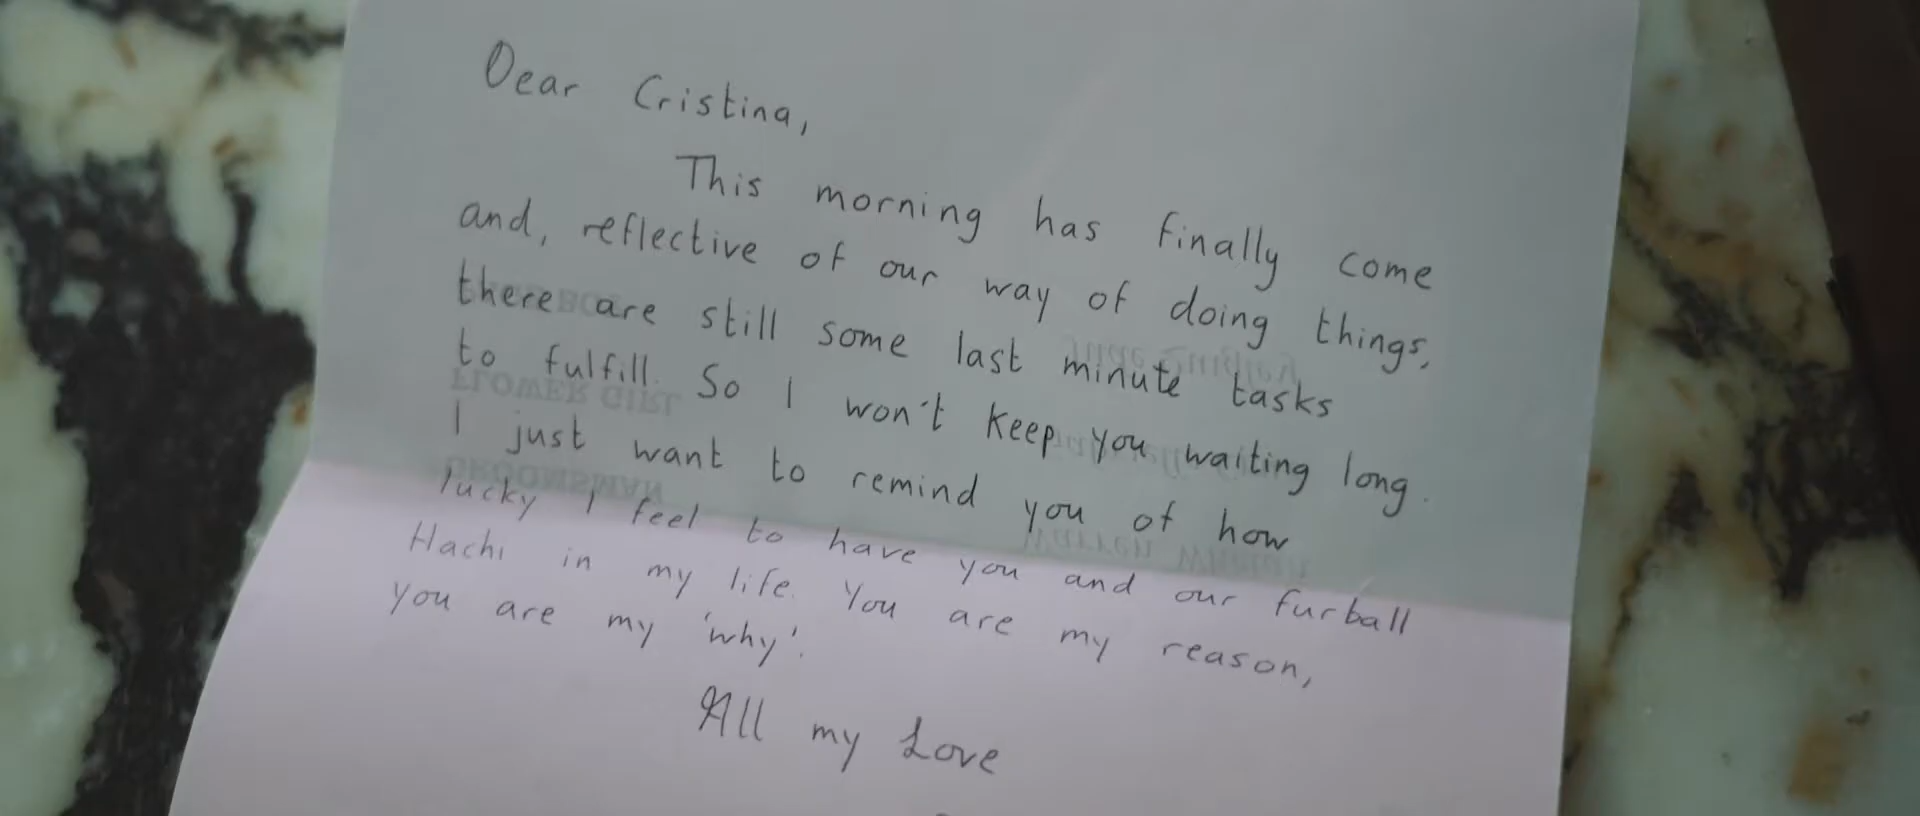 Dear Cristina,
This morning has finally come
and, reflective of our way of doing things,
there are still some last minute tasks
to fulfill. So I won't keep you waiting long.
I just want to remind you of how
lucky I feel to have you and our furball
Hachi in my life. You are my reason,
you are my 'why'.
All my Love
FLOWER GIRL
GROOMSMAN